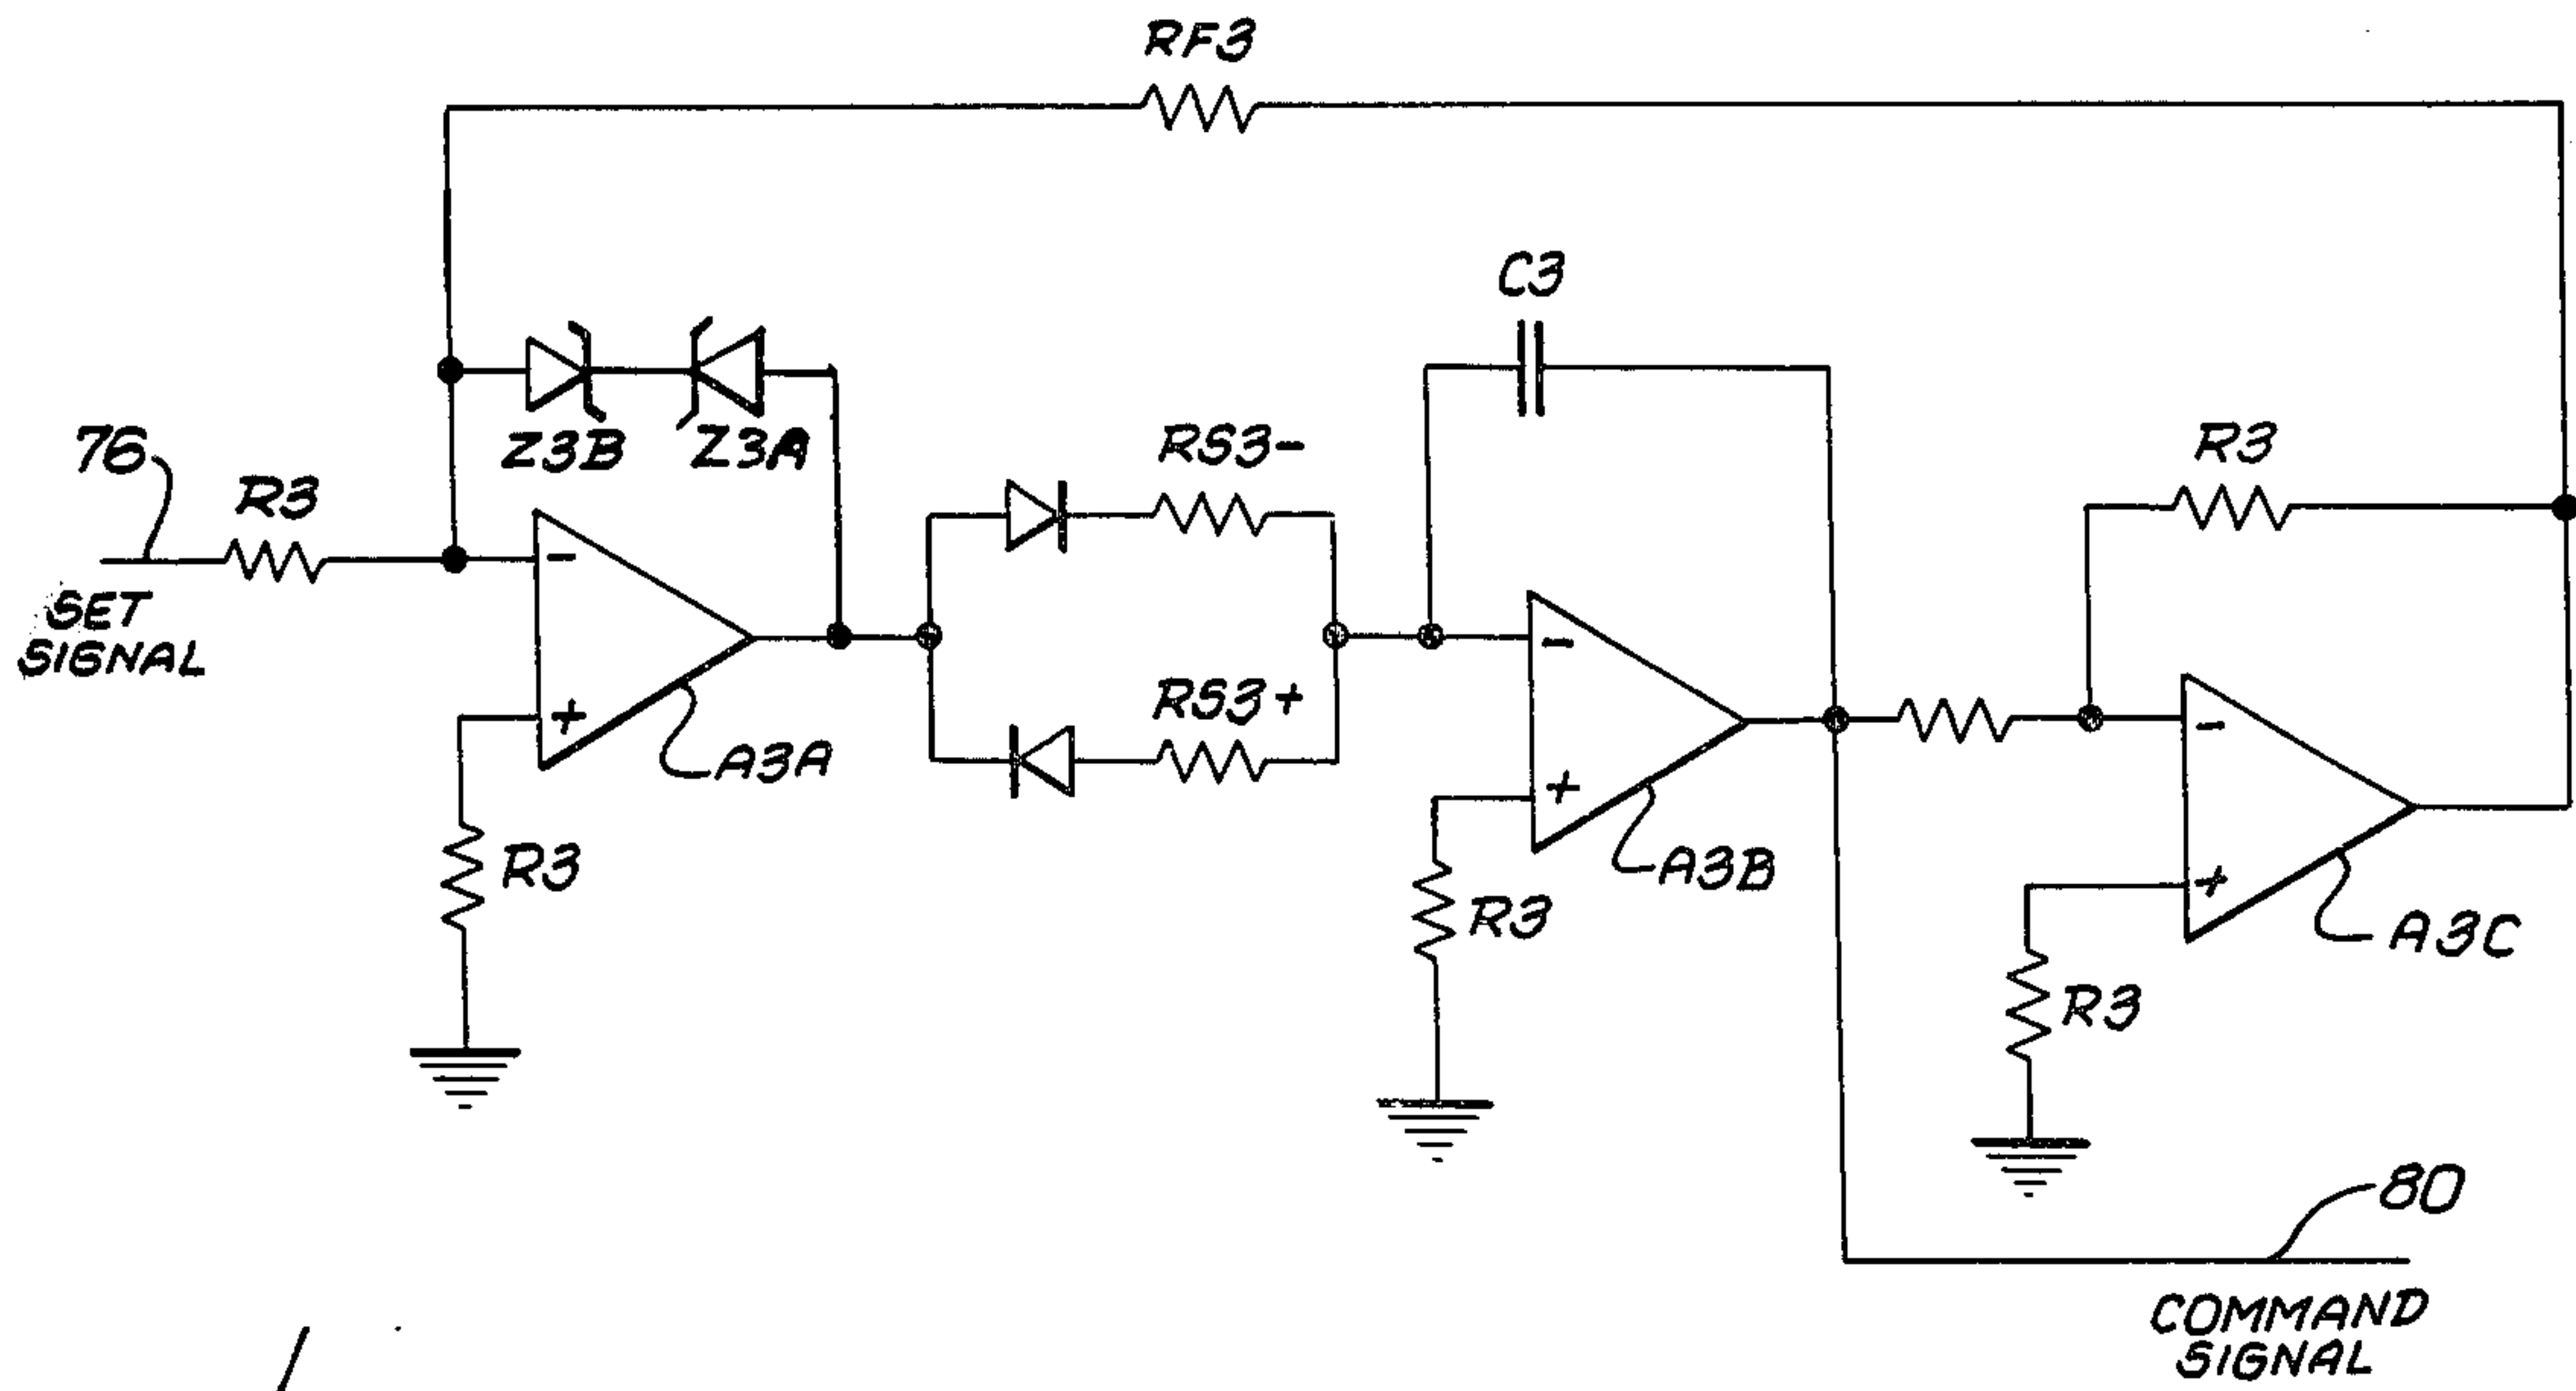 RF3
C3
Z3B
Z3A
76
R3
SET
SIGNAL
RS3-
R3
-
+
A3A
RS3+
-
+
A3B
R3
R3
-
+
A3C
R3
80
COMMAND
SIGNAL